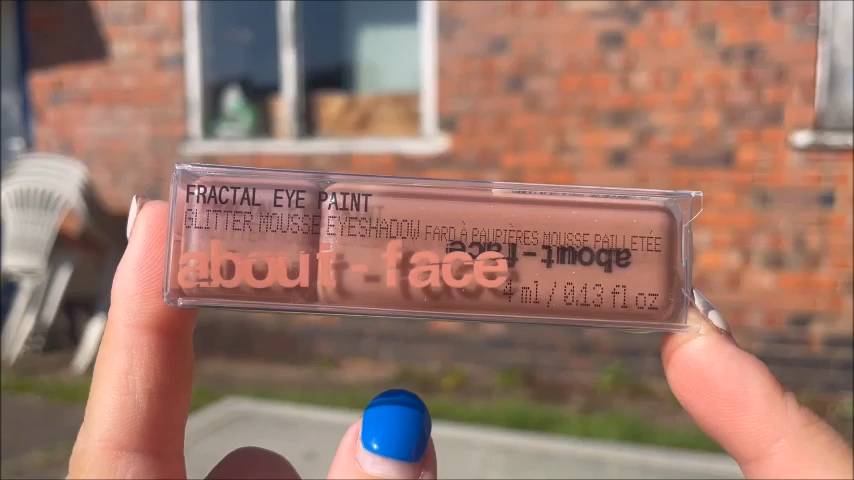 FRACTAL EYE PAINT
GLITTER MOUSSE EYESHADOW FARD À PAUPIÈRES MOUSSE PAILLETÉE
about-face
about-face
4 ml / 0.13 fl oz